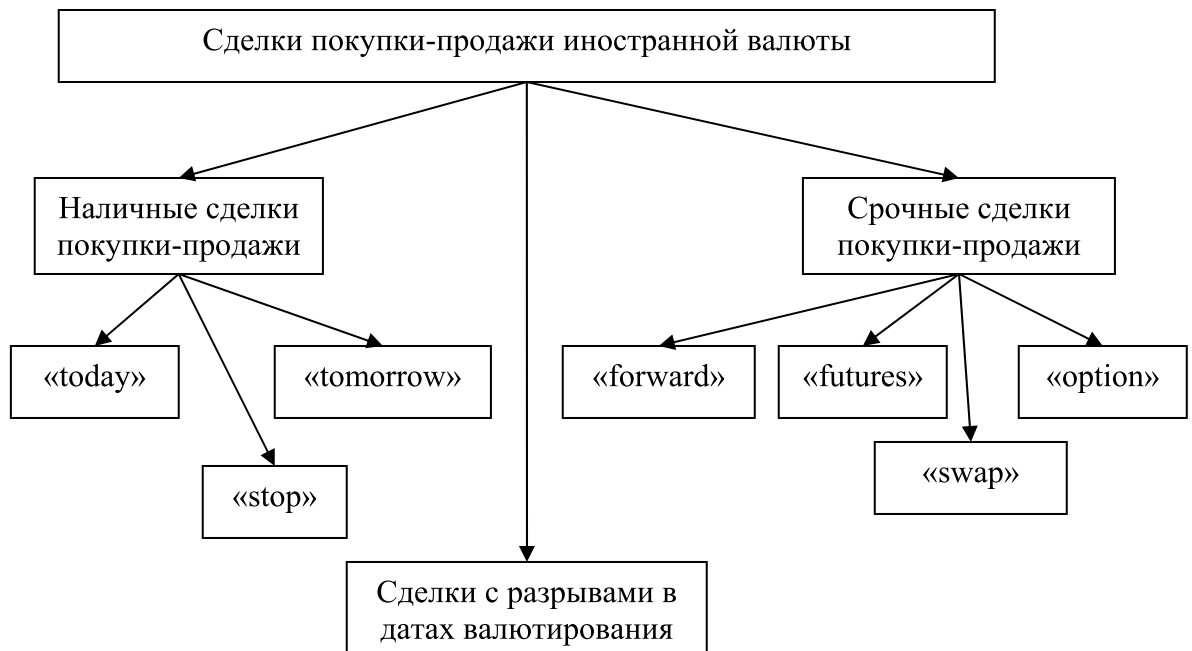 Сделки покупки-продажи иностранной валюты
Наличные сделки
покупки-продажи
Срочные сделки
покупки-продажи
«today»
«tomorrow»
«forward»
«futures»
«option»
«swap»
«stop»
Сделки с разрывами в
датах валютирования